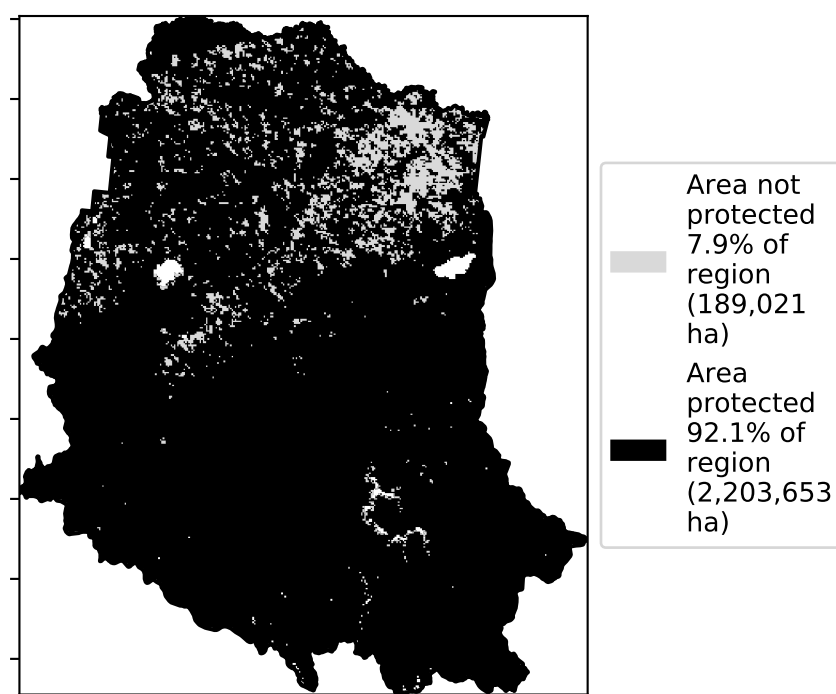 Area not
protected
7.9% of
region
(189,021
ha)
Area
protected
92.1% of
region
(2,203,653
ha)